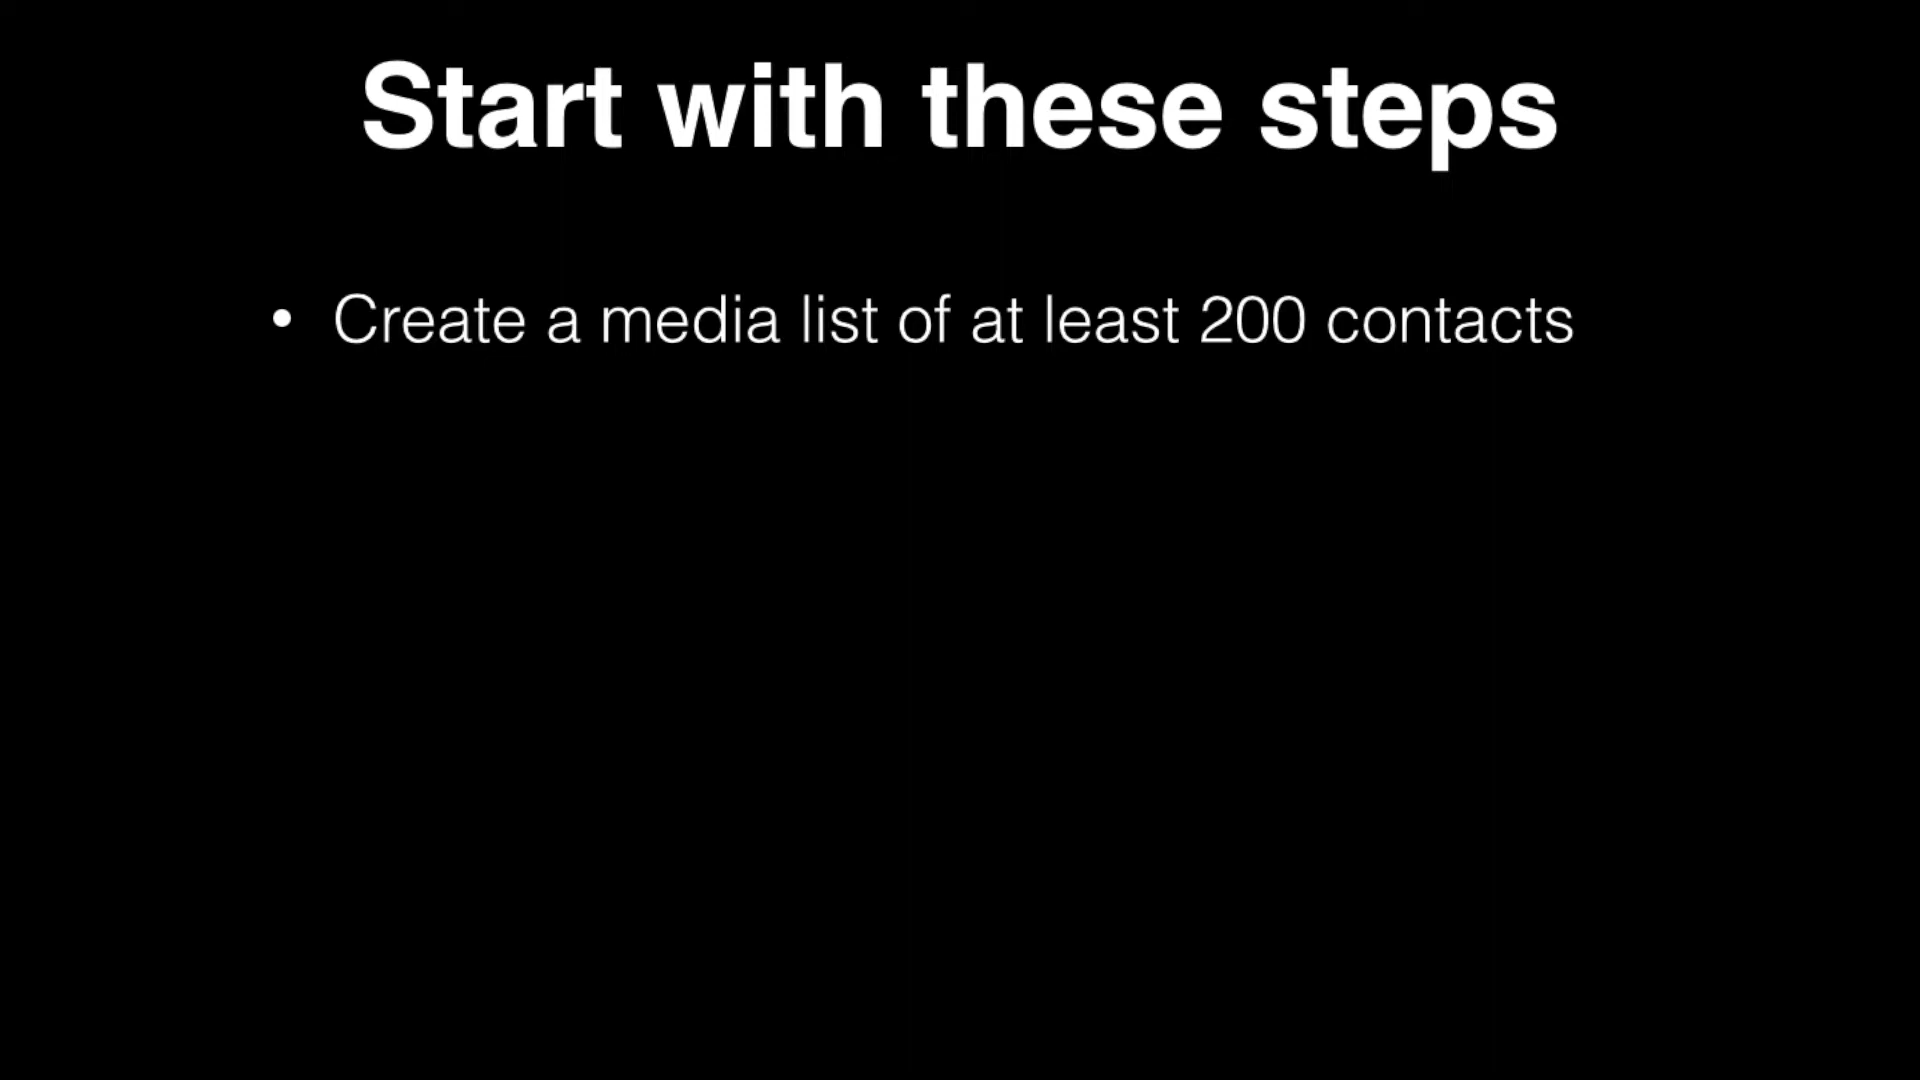 Start with these steps
• Create a media list of at least 200 contacts